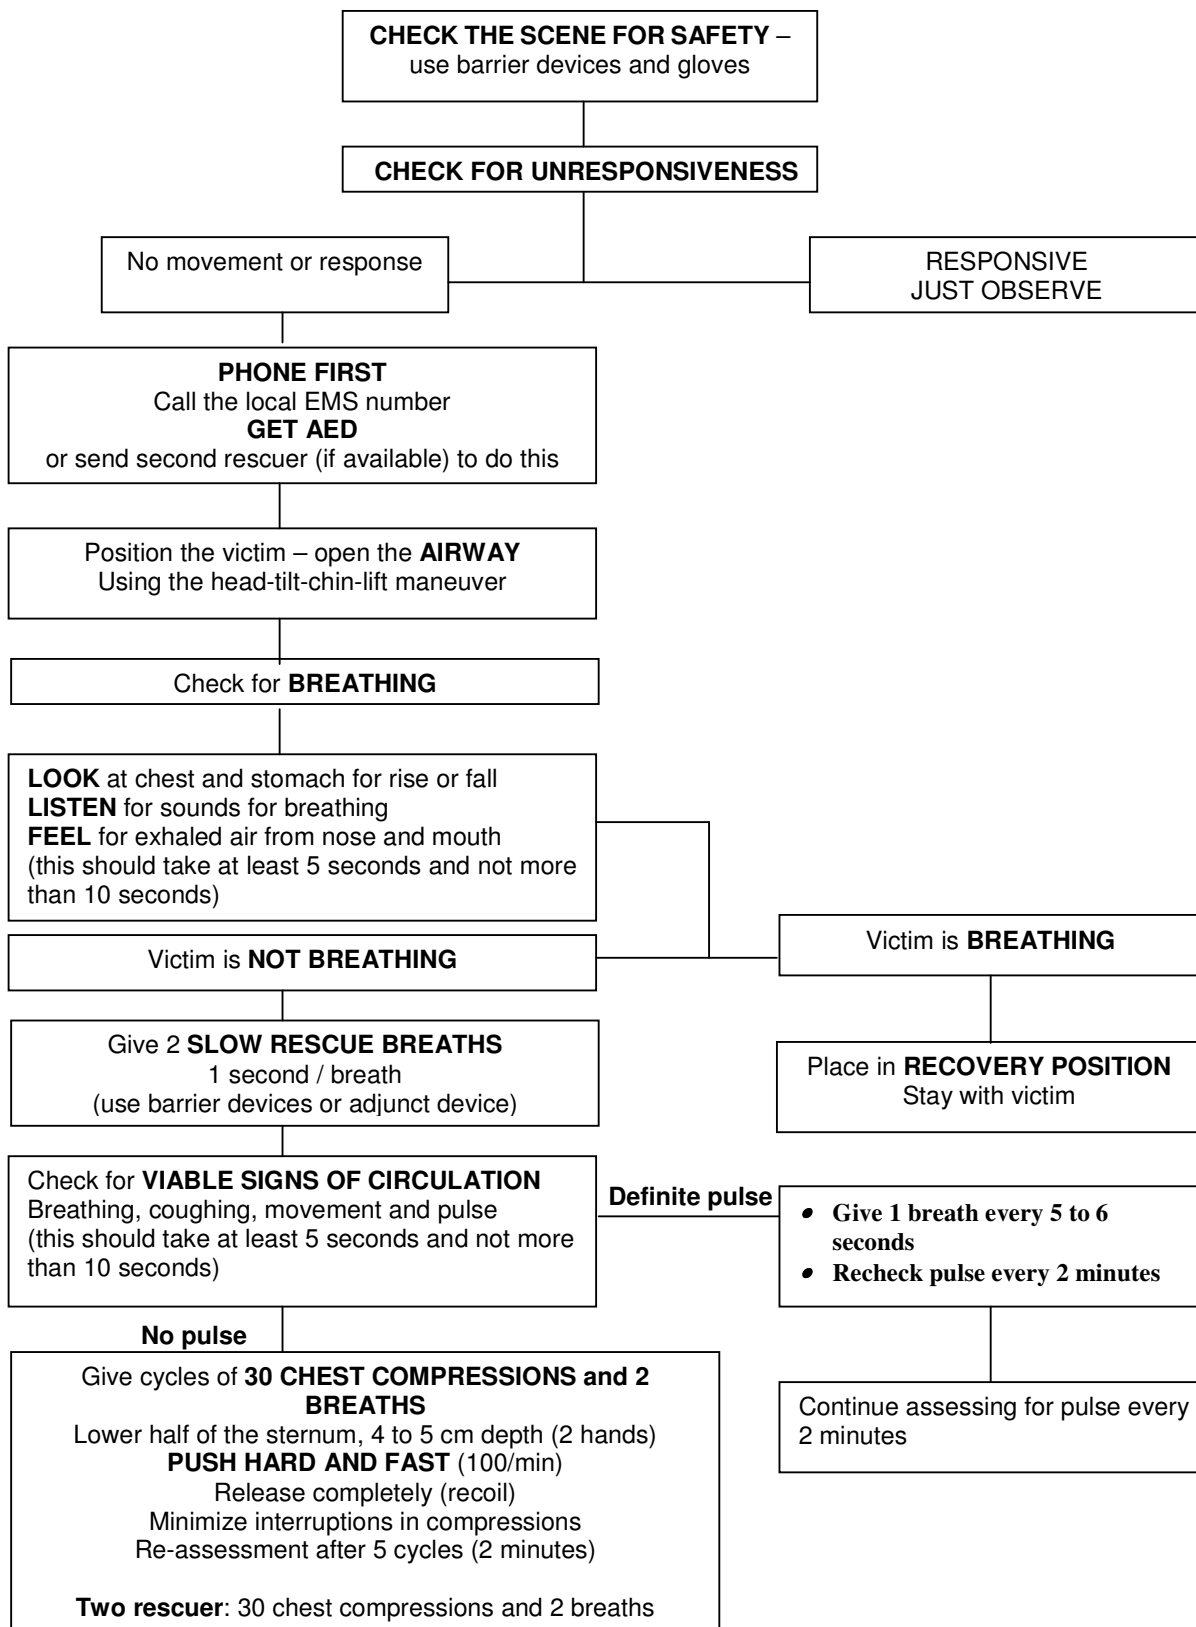 CHECK THE SCENE FOR SAFETY –
use barrier devices and gloves
CHECK FOR UNRESPONSIVENESS
No movement or response
RESPONSIVE
JUST OBSERVE
PHONE FIRST
Call the local EMS number
GET AED
or send second rescuer (if available) to do this
Position the victim – open the AIRWAY
Using the head-tilt-chin-lift maneuver
Check for BREATHING
LOOK at chest and stomach for rise or fall
LISTEN for sounds for breathing
FEEL for exhaled air from nose and mouth
(this should take at least 5 seconds and not more
than 10 seconds)
Victim is NOT BREATHING
Victim is BREATHING
Give 2 SLOW RESCUE BREATHS
1 second / breath
(use barrier devices or adjunct device)
Place in RECOVERY POSITION
Stay with victim
Check for VIABLE SIGNS OF CIRCULATION
Breathing, coughing, movement and pulse
(this should take at least 5 seconds and not more
than 10 seconds)
Definite pulse
• Give 1 breath every 5 to 6
seconds
• Recheck pulse every 2 minutes
No pulse
Give cycles of 30 CHEST COMPRESSIONS and 2
BREATHS
Lower half of the sternum, 4 to 5 cm depth (2 hands)
PUSH HARD AND FAST (100/min)
Release completely (recoil)
Minimize interruptions in compressions
Re-assessment after 5 cycles (2 minutes)
Two rescuer: 30 chest compressions and 2 breaths
Continue assessing for pulse every
2 minutes